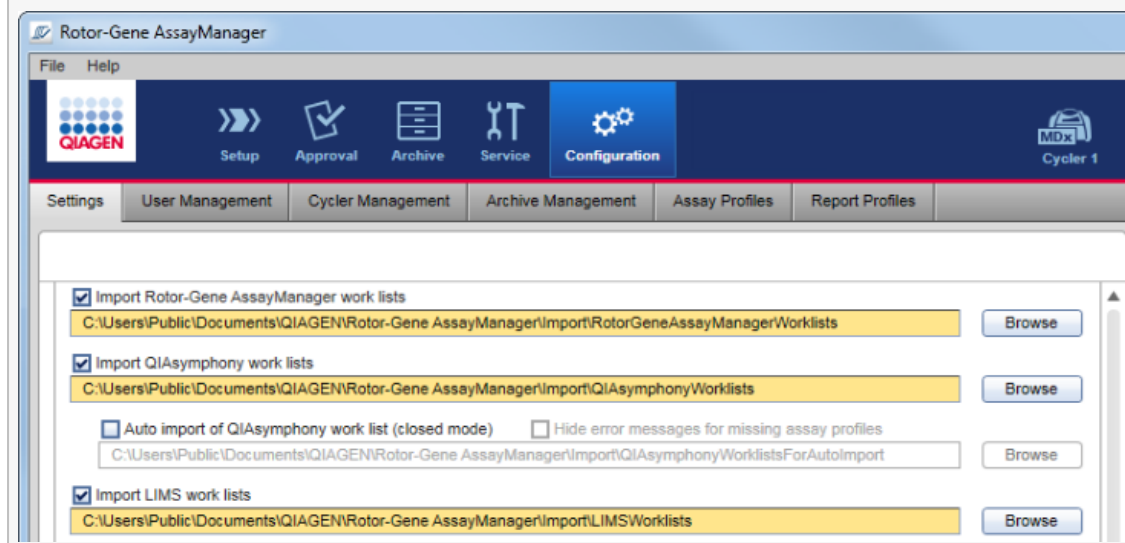 Rotor-Gene AssayManager
File Help
QIAGEN
Setup Approval Archive Service Configuration
MDx
Cycler 1
Settings User Management Cycler Management Archive Management Assay Profiles Report Profiles
Import Rotor-Gene AssayManager work lists
C:\Users\Public\Documents\QIAGEN\Rotor-Gene AssayManager\Import\RotorGeneAssayManagerWorklists Browse
Import QIAsymphony work lists
C:\Users\Public\Documents\QIAGEN\Rotor-Gene AssayManager\Import\QIAsymphonyWorklists Browse
Auto import of QIAsymphony work list (closed mode) Hide error messages for missing assay profiles
C:\Users\Public\Documents\QIAGEN\Rotor-Gene AssayManager\Import\QIAsymphonyWorklistsForAutoImport Browse
Import LIMS work lists
C:\Users\Public\Documents\QIAGEN\Rotor-Gene AssayManager\Import\LIMSWorklists Browse